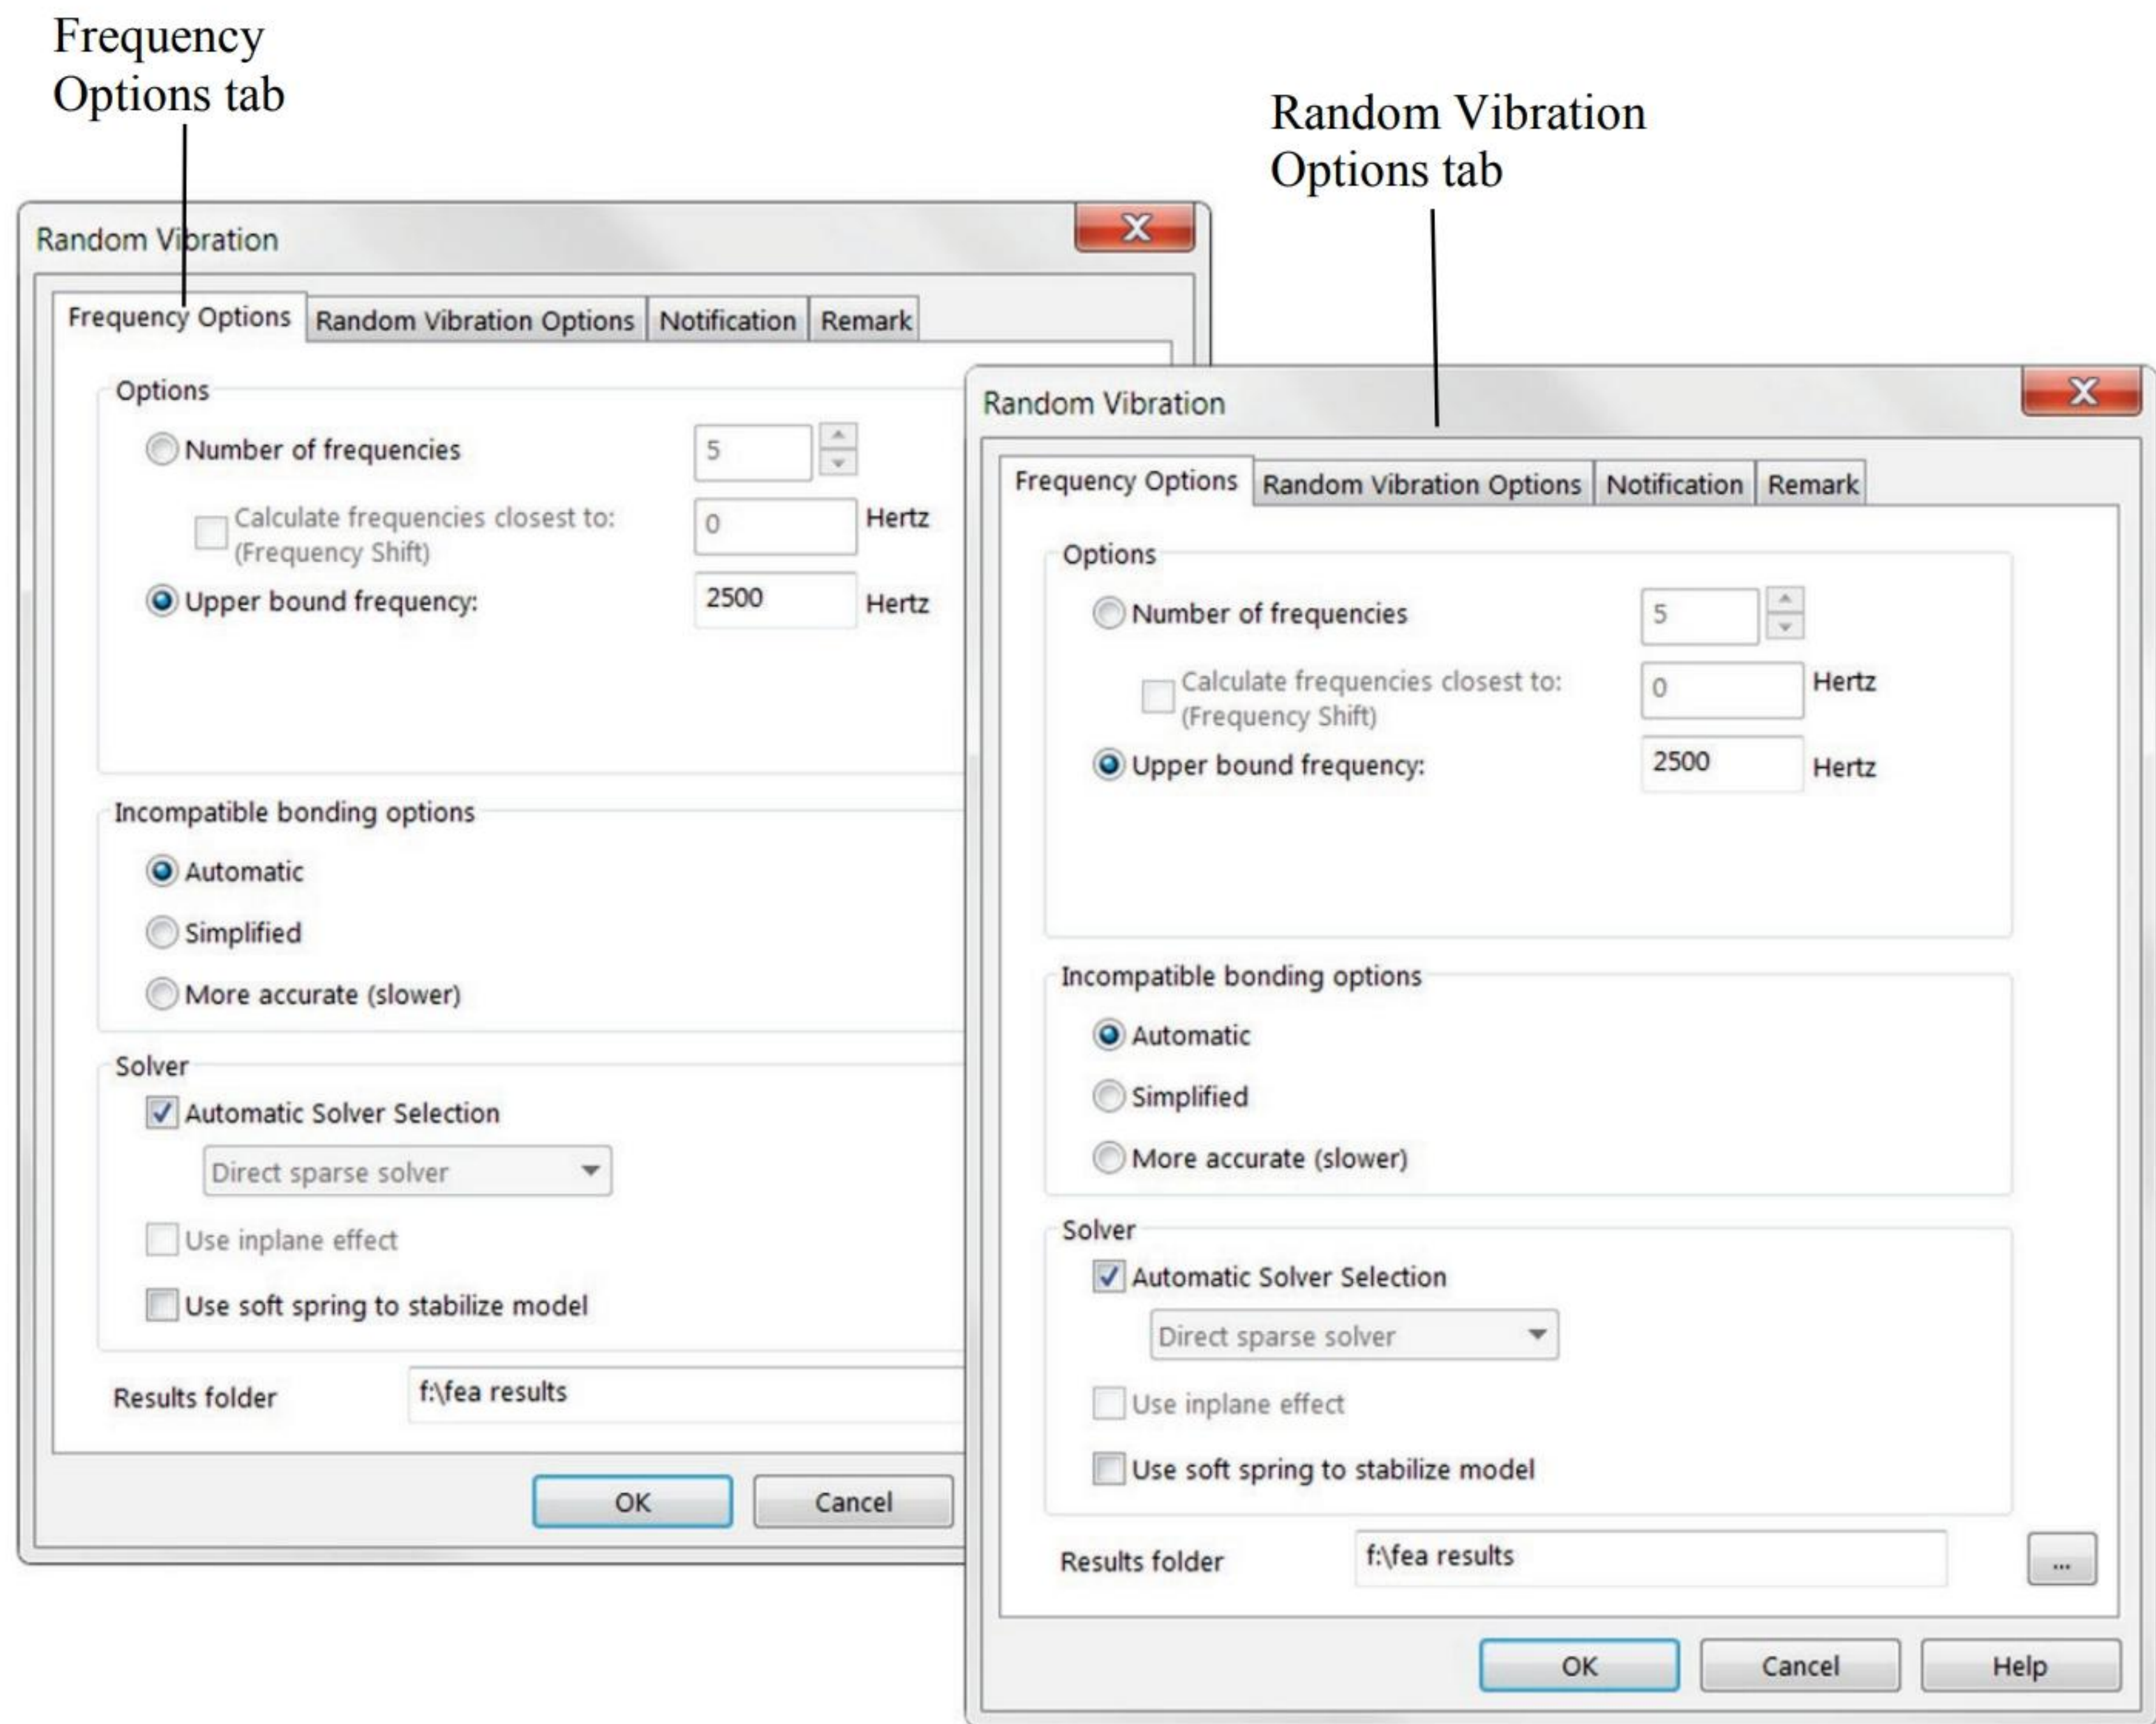 Frequency
Options tab
Random Vibration
Options tab
Random Vibration
X
Frequency Options Random Vibration Options Notification Remark
Options
Number of frequencies 5
Calculate frequencies closest to: 0 Hertz
(Frequency Shift)
Upper bound frequency: 2500 Hertz
Incompatible bonding options
Automatic
Simplified
More accurate (slower)
Solver
Automatic Solver Selection
Direct sparse solver
Use inplane effect
Use soft spring to stabilize model
Results folder f:\fea results
OK Cancel
Random Vibration
X
Frequency Options Random Vibration Options Notification Remark
Options
Number of frequencies 5
Calculate frequencies closest to: 0 Hertz
(Frequency Shift)
Upper bound frequency: 2500 Hertz
Incompatible bonding options
Automatic
Simplified
More accurate (slower)
Solver
Automatic Solver Selection
Direct sparse solver
Use inplane effect
Use soft spring to stabilize model
Results folder f:\fea results ...
OK Cancel Help